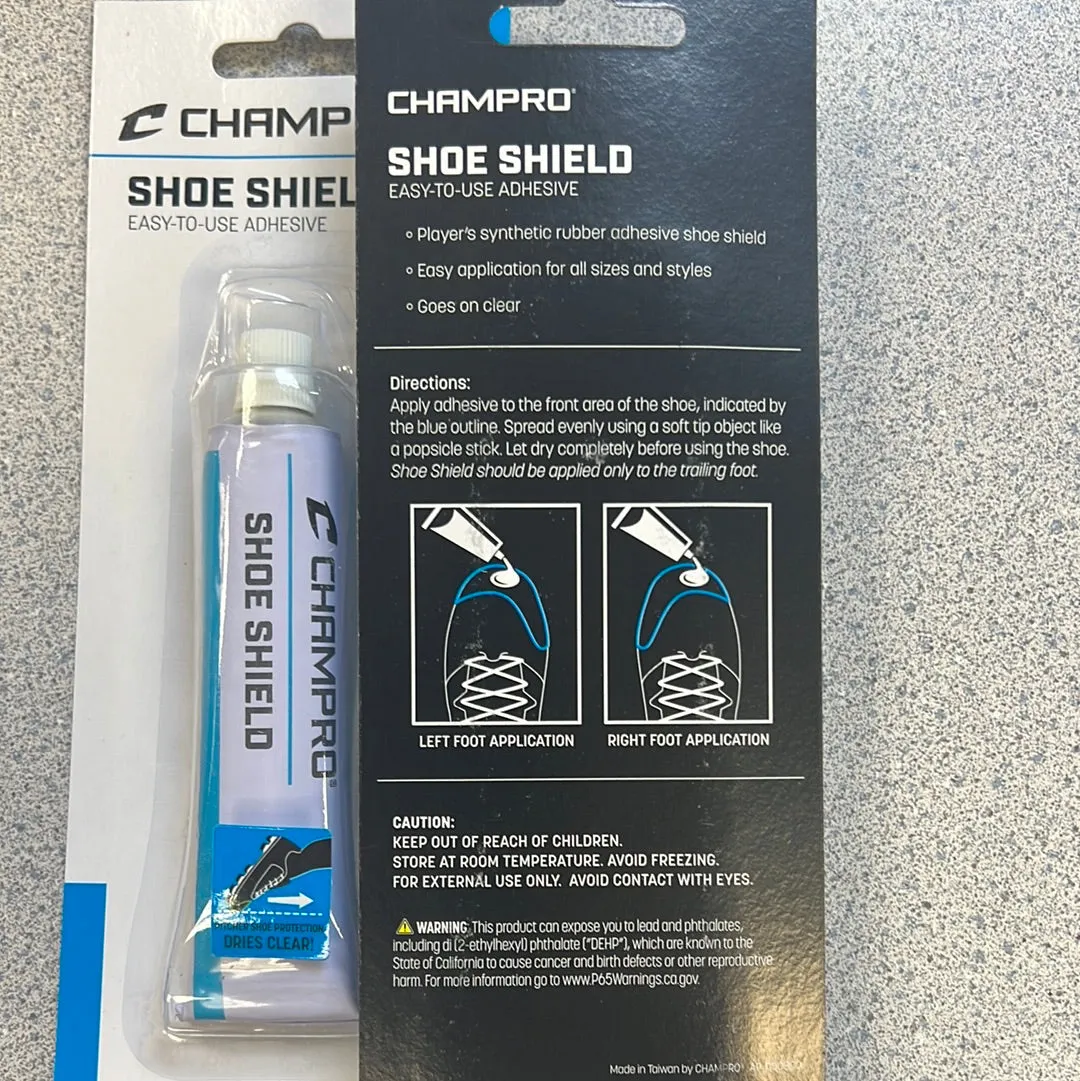 CHAMP
SHOE SHIEL
EASY-TO-USE ADHESIVE
CHAMPRO®
SHOE SHIELD
PITCHER SHOE PROTECTION
DRIES CLEAR!
CHAMPRO®
SHOE SHIELD
EASY-TO-USE ADHESIVE
Player's synthetic rubber adhesive shoe shield
Easy application for all sizes and styles
Goes on clear
Directions:
Apply adhesive to the front area of the shoe, indicated by
the blue outline. Spread evenly using a soft tip object like
a popsicle stick. Let dry completely before using the shoe.
Shoe Shield should be applied only to the trailing foot.
LEFT FOOT APPLICATION
RIGHT FOOT APPLICATION
CAUTION:
KEEP OUT OF REACH OF CHILDREN.
STORE AT ROOM TEMPERATURE. AVOID FREEZING.
FOR EXTERNAL USE ONLY. AVOID CONTACT WITH EYES.
WARNING This product can expose you to lead and phthalates,
including di (2-ethylhexyl) phthalate ("DEHP"), which are known to the
State of California to cause cancer and birth defects or other reproductive
harm. For more information go to www.P65Warnings.ca.gov.
Made in Taiwan by CHAMPRO